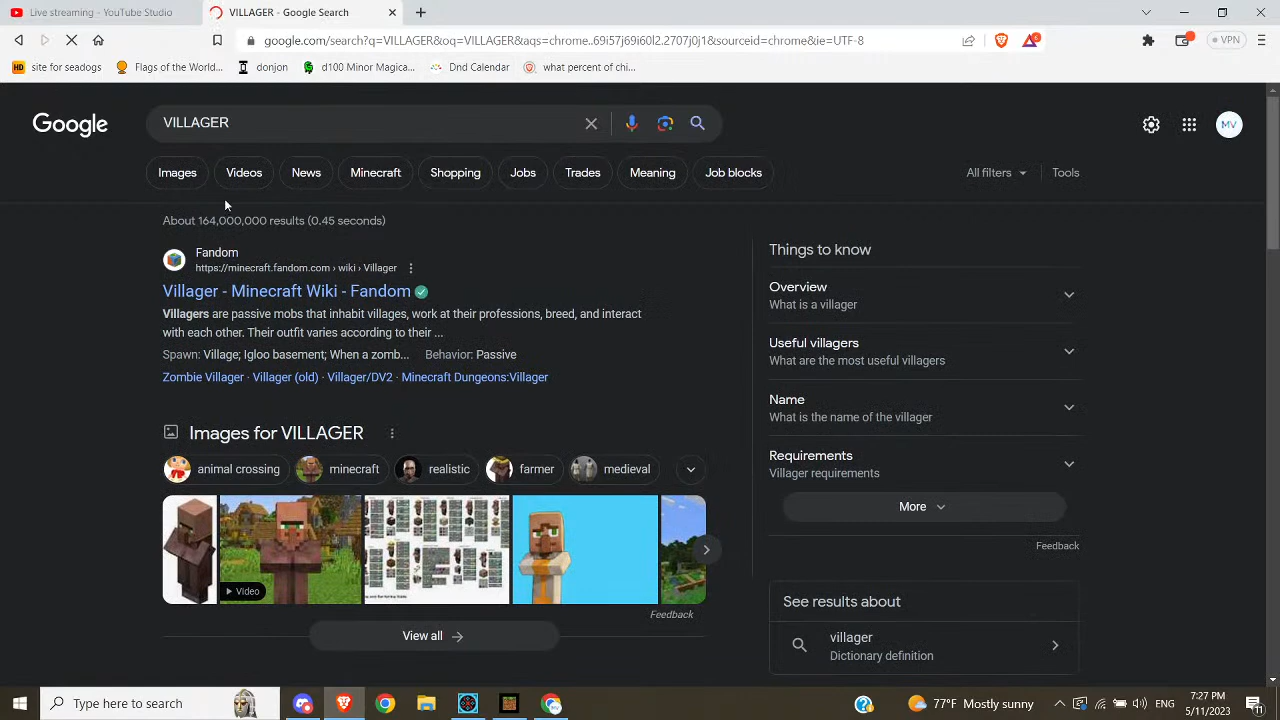 Live streaming - YouTube Studio
VILLAGER - Google Search
google.com/search?q=VILLAGER&oq=VILLAGER&aqs=chrome..69i57j69i60l2.2707j0j1&sourceid=chrome&ie=UTF-8
6
VPN
HD site for seadogs
Flags of the World...
donjon
d100 Minor Magica...
Dnd Calendar
what percent of chi...
Google
VILLAGER
MV
Images
Videos
News
Minecraft
Shopping
Jobs
Trades
Meaning
Job blocks
All filters
Tools
About 164,000,000 results (0.45 seconds)
Fandom
https://minecraft.fandom.com › wiki › Villager
Villager - Minecraft Wiki - Fandom
Villagers are passive mobs that inhabit villages, work at their professions, breed, and interact
with each other. Their outfit varies according to their ...
Spawn: Village; Igloo basement; When a zomb... Behavior: Passive
Zombie Villager · Villager (old) · Villager/DV2 · Minecraft Dungeons:Villager
Images for VILLAGER
animal crossing
minecraft
realistic
farmer
medieval
Video
Feedback
View all
Things to know
Overview
What is a villager
Useful villagers
What are the most useful villagers
Name
What is the name of the villager
Requirements
Villager requirements
More
Feedback
See results about
villager
Dictionary definition
Type here to search
77°F Mostly sunny
ENG
7:27 PM
5/11/2023